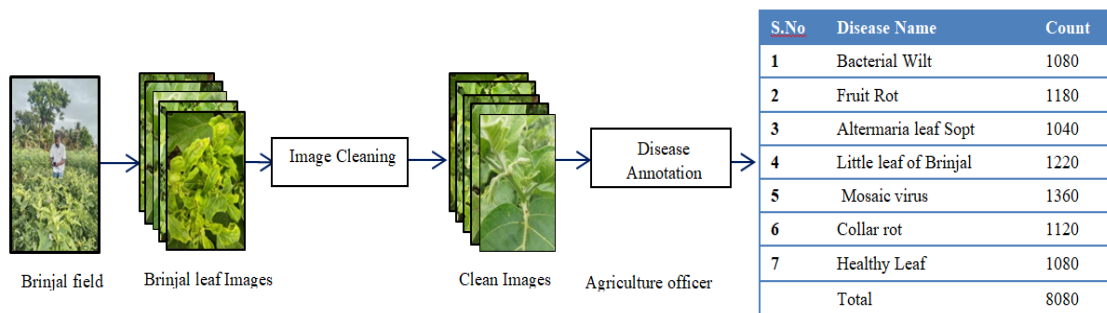 Brinjal field
Brinjal leaf Images
Image Cleaning
Clean Images
Disease
Annotation
Agriculture officer
S.No Disease Name Count
1 Bacterial Wilt 1080
2 Fruit Rot 1180
3 Altermaria leaf Sopt 1040
4 Little leaf of Brinjal 1220
5 Mosaic virus 1360
6 Collar rot 1120
7 Healthy Leaf 1080
Total 8080